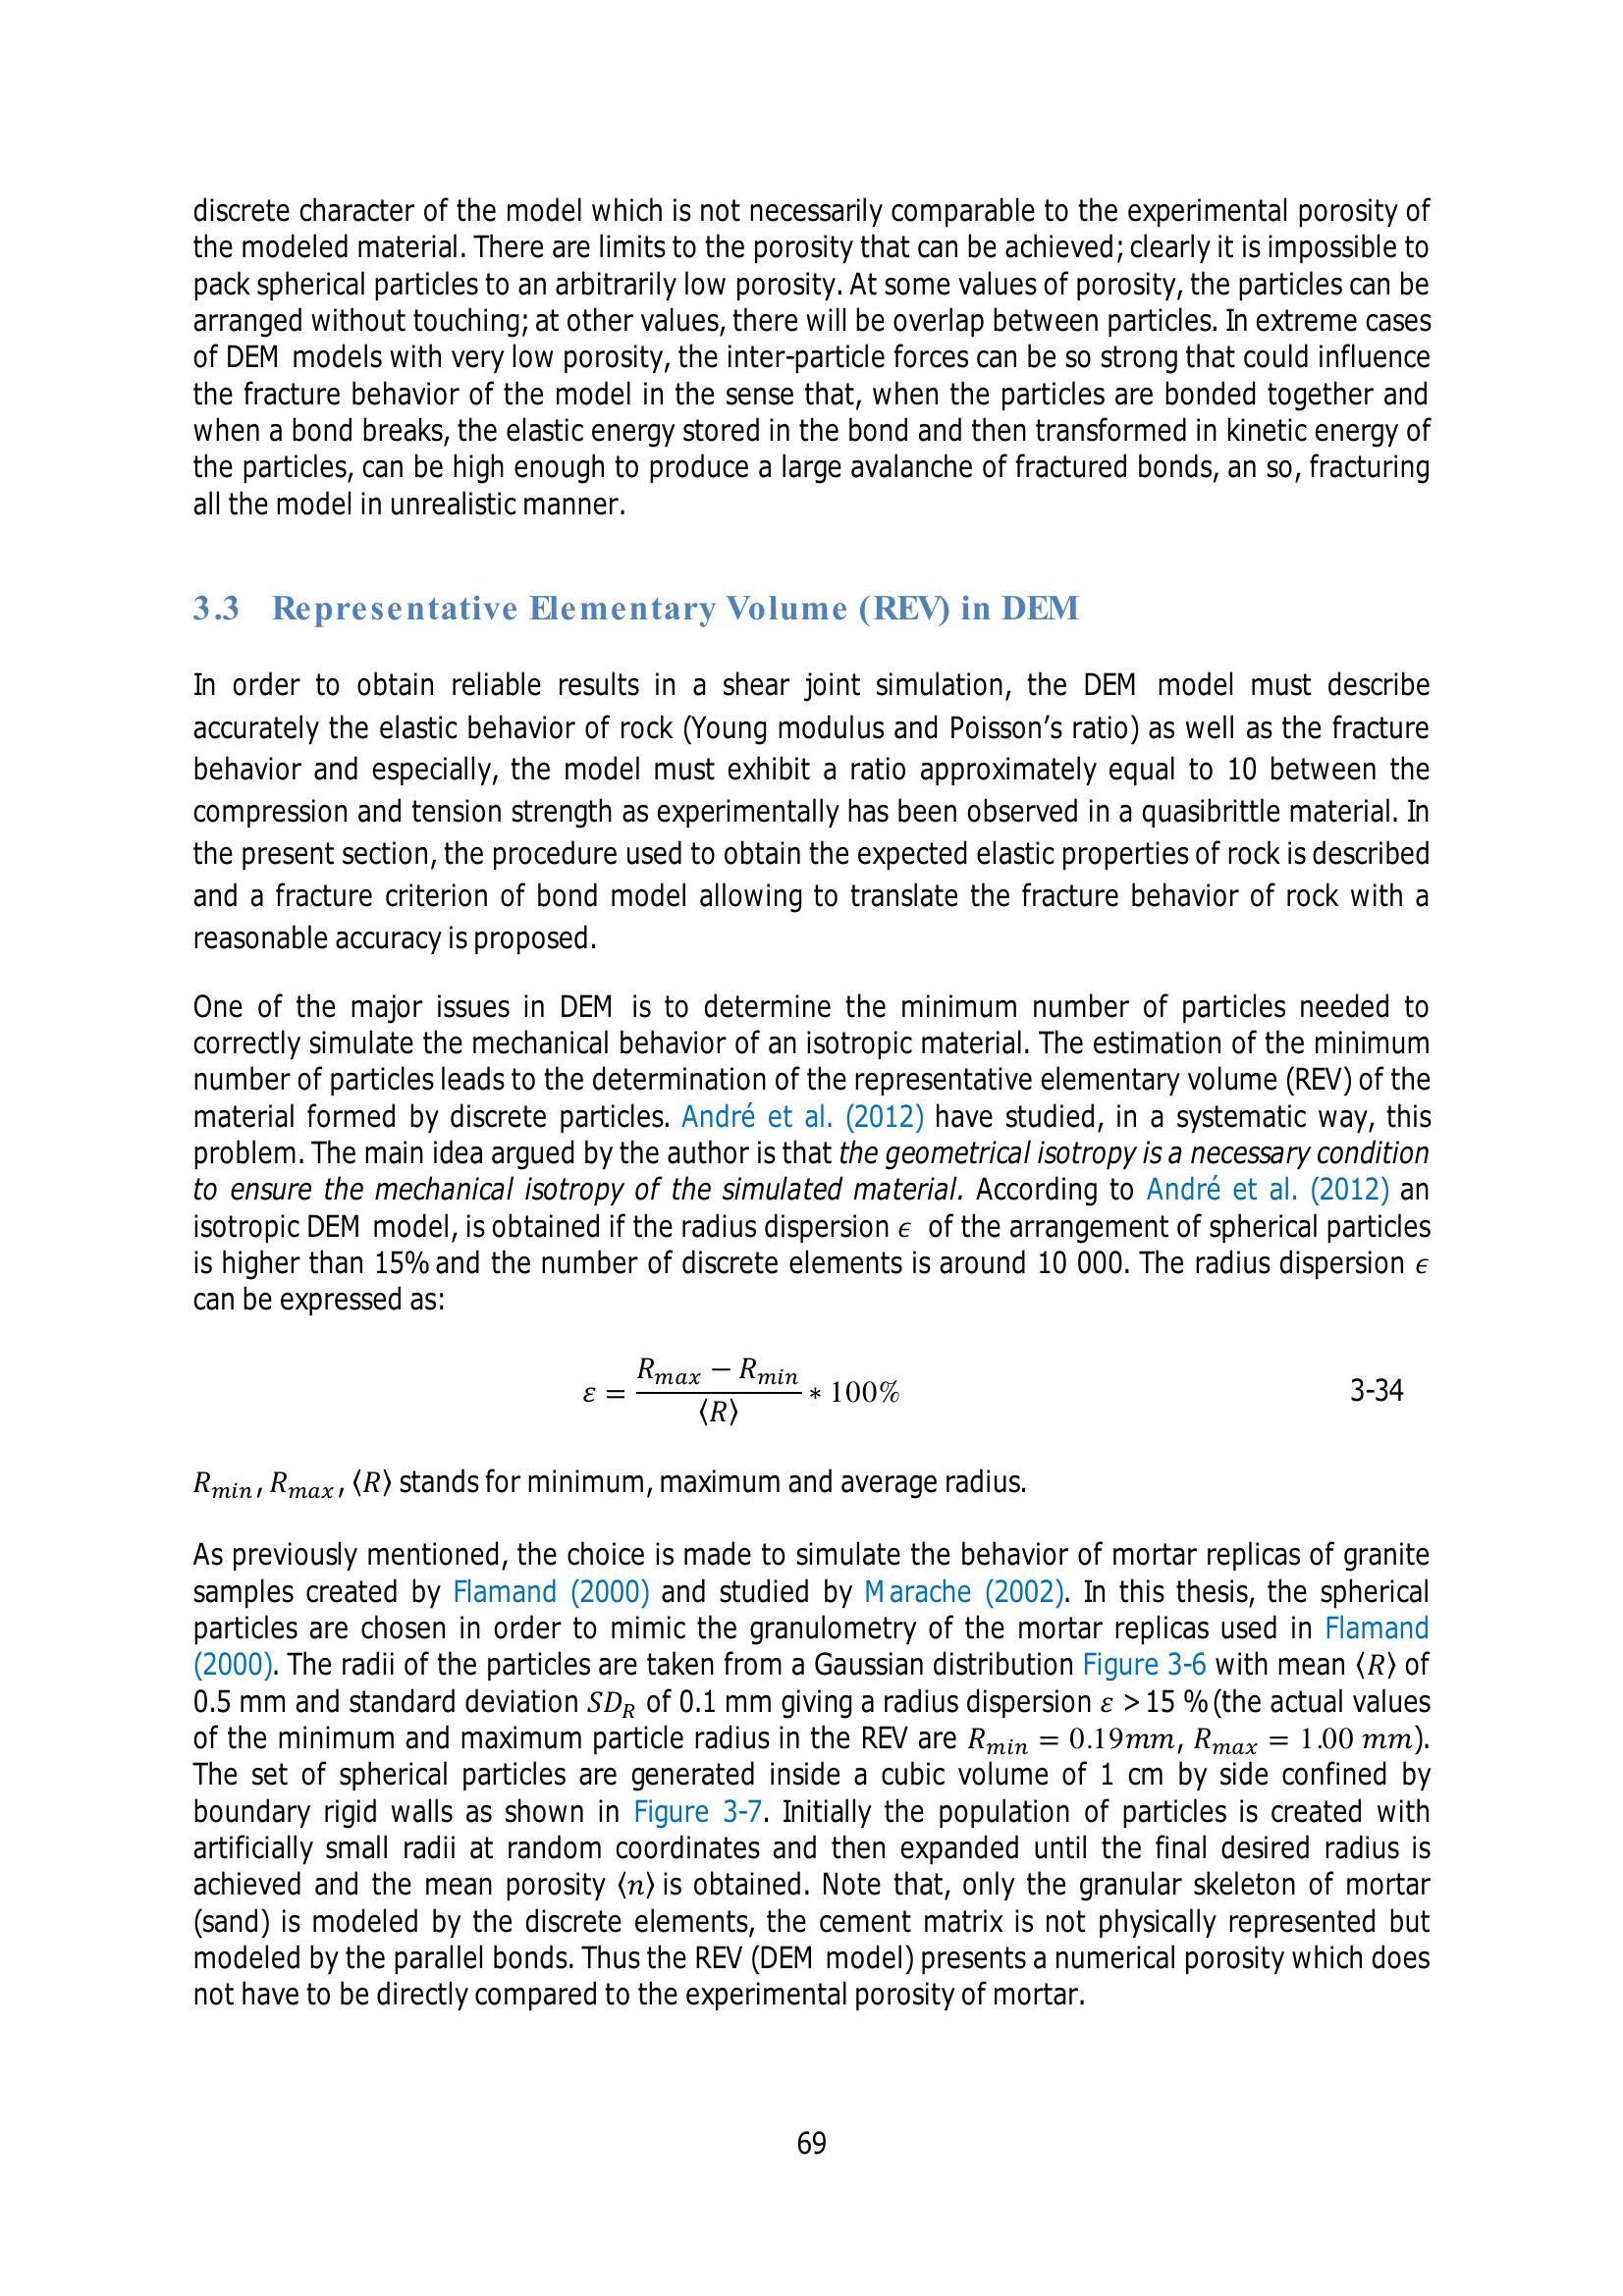 discrete character of the model which is not necessarily comparable to the experimental porosity of
the modeled material. There are limits to the porosity that can be achieved; clearly it is impossible to
pack spherical particles to an arbitrarily low porosity. At some values of porosity, the particles can be
arranged without touching; at other values, there will be overlap between particles. In extreme cases
of DEM models with very low porosity, the inter-particle forces can be so strong that could influence
the fracture behavior of the model in the sense that, when the particles are bonded together and
when a bond breaks, the elastic energy stored in the bond and then transformed in kinetic energy of
the particles, can be high enough to produce a large avalanche of fractured bonds, an so, fracturing
all the model in unrealistic manner.
3.3 Representative Elementary Volume (REV) in DEM
In order to obtain reliable results in a shear joint simulation, the DEM model must describe
accurately the elastic behavior of rock (Young modulus and Poisson’s ratio) as well as the fracture
behavior and especially, the model must exhibit a ratio approximately equal to 10 between the
compression and tension strength as experimentally has been observed in a quasibrittle material. In
the present section, the procedure used to obtain the expected elastic properties of rock is described
and a fracture criterion of bond model allowing to translate the fracture behavior of rock with a
reasonable accuracy is proposed.
One of the major issues in DEM is to determine the minimum number of particles needed to
correctly simulate the mechanical behavior of an isotropic material. The estimation of the minimum
number of particles leads to the determination of the representative elementary volume (REV) of the
material formed by discrete particles. André et al. (2012) have studied, in a systematic way, this
problem. The main idea argued by the author is that the geometrical isotropy is a necessary condition
to ensure the mechanical isotropy of the simulated material. According to André et al. (2012) an
isotropic DEM model, is obtained if the radius dispersion ϵ of the arrangement of spherical particles
is higher than 15% and the number of discrete elements is around 10 000. The radius dispersion ϵ
can be expressed as:
ε = (R_max − R_min) / ⟨R⟩ ∗ 100% 3-34
R_min, R_max, ⟨R⟩ stands for minimum, maximum and average radius.
As previously mentioned, the choice is made to simulate the behavior of mortar replicas of granite
samples created by Flamand (2000) and studied by Marache (2002). In this thesis, the spherical
particles are chosen in order to mimic the granulometry of the mortar replicas used in Flamand
(2000). The radii of the particles are taken from a Gaussian distribution Figure 3-6 with mean ⟨R⟩ of
0.5 mm and standard deviation SD_R of 0.1 mm giving a radius dispersion ε > 15 % (the actual values
of the minimum and maximum particle radius in the REV are R_min = 0.19mm, R_max = 1.00 mm).
The set of spherical particles are generated inside a cubic volume of 1 cm by side confined by
boundary rigid walls as shown in Figure 3-7. Initially the population of particles is created with
artificially small radii at random coordinates and then expanded until the final desired radius is
achieved and the mean porosity ⟨n⟩ is obtained. Note that, only the granular skeleton of mortar
(sand) is modeled by the discrete elements, the cement matrix is not physically represented but
modeled by the parallel bonds. Thus the REV (DEM model) presents a numerical porosity which does
not have to be directly compared to the experimental porosity of mortar.
69